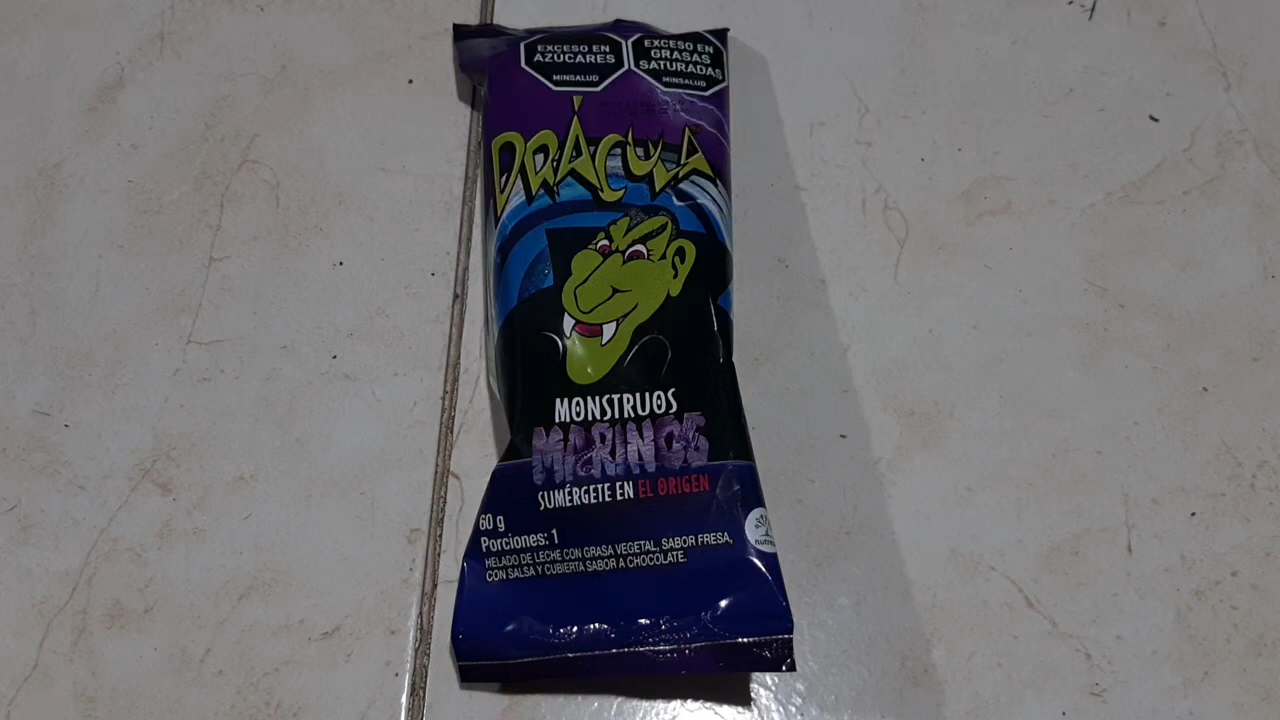 EXCESO EN
AZÚCARES
MINSALUD
EXCESO EN
GRASAS
SATURADAS
MINSALUD
DRÁCULA
MONSTRUOS
MARINOS
SUMÉRGETE EN EL ORIGEN
60 g
Porciones: 1
HELADO DE LECHE CON GRASA VEGETAL, SABOR FRESA,
CON SALSA Y CUBIERTA SABOR A CHOCOLATE.